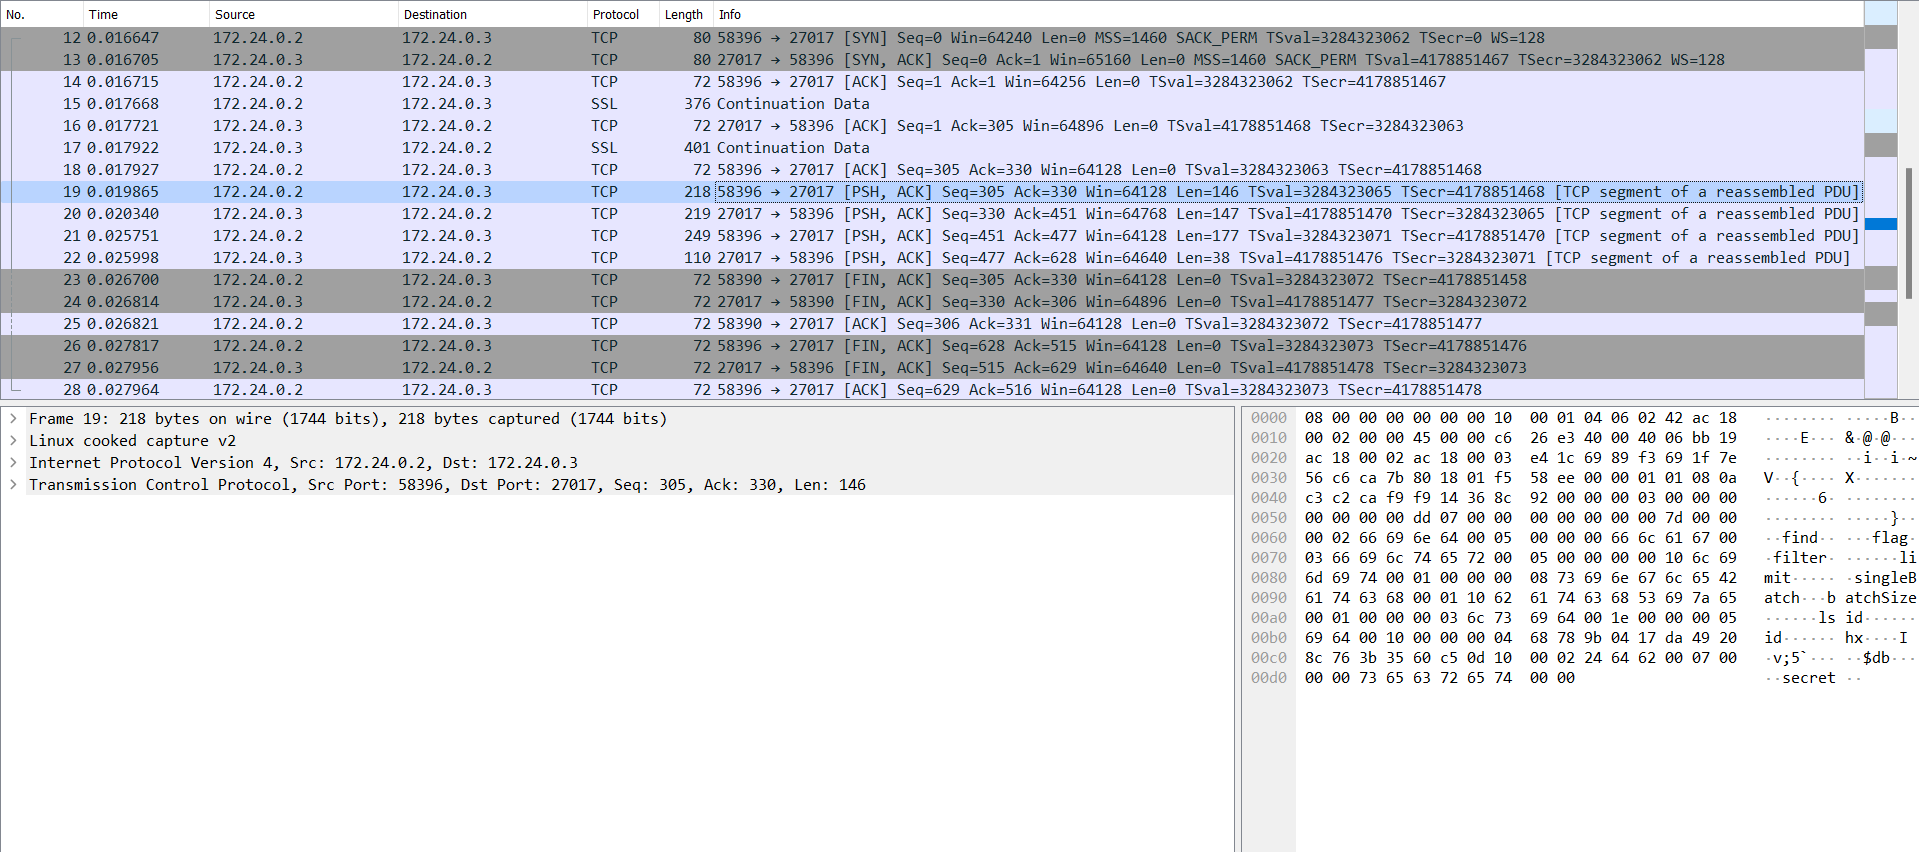 No. Time Source Destination Protocol Length Info
12 0.016647 172.24.0.2 172.24.0.3 TCP 80 58396 → 27017 [SYN] Seq=0 Win=64240 Len=0 MSS=1460 SACK_PERM TSval=3284323062 TSecr=0 WS=128
13 0.016705 172.24.0.3 172.24.0.2 TCP 80 27017 → 58396 [SYN, ACK] Seq=0 Ack=1 Win=65160 Len=0 MSS=1460 SACK_PERM TSval=4178851467 TSecr=3284323062 WS=128
14 0.016715 172.24.0.2 172.24.0.3 TCP 72 58396 → 27017 [ACK] Seq=1 Ack=1 Win=64256 Len=0 TSval=3284323062 TSecr=4178851467
15 0.017668 172.24.0.2 172.24.0.3 SSL 376 Continuation Data
16 0.017721 172.24.0.3 172.24.0.2 TCP 72 27017 → 58396 [ACK] Seq=1 Ack=305 Win=64896 Len=0 TSval=4178851468 TSecr=3284323063
17 0.017922 172.24.0.3 172.24.0.2 SSL 401 Continuation Data
18 0.017927 172.24.0.2 172.24.0.3 TCP 72 58396 → 27017 [ACK] Seq=305 Ack=330 Win=64128 Len=0 TSval=3284323063 TSecr=4178851468
19 0.019865 172.24.0.2 172.24.0.3 TCP 218 58396 → 27017 [PSH, ACK] Seq=305 Ack=330 Win=64128 Len=146 TSval=3284323065 TSecr=4178851468 [TCP segment of a reassembled PDU]
20 0.020340 172.24.0.3 172.24.0.2 TCP 219 27017 → 58396 [PSH, ACK] Seq=330 Ack=451 Win=64768 Len=147 TSval=4178851470 TSecr=3284323065 [TCP segment of a reassembled PDU]
21 0.025751 172.24.0.2 172.24.0.3 TCP 249 58396 → 27017 [PSH, ACK] Seq=451 Ack=477 Win=64128 Len=177 TSval=3284323071 TSecr=4178851470 [TCP segment of a reassembled PDU]
22 0.025998 172.24.0.3 172.24.0.2 TCP 110 27017 → 58396 [PSH, ACK] Seq=477 Ack=628 Win=64640 Len=38 TSval=4178851476 TSecr=3284323071 [TCP segment of a reassembled PDU]
23 0.026700 172.24.0.2 172.24.0.3 TCP 72 58390 → 27017 [FIN, ACK] Seq=305 Ack=330 Win=64128 Len=0 TSval=3284323072 TSecr=4178851458
24 0.026814 172.24.0.3 172.24.0.2 TCP 72 27017 → 58390 [FIN, ACK] Seq=330 Ack=306 Win=64896 Len=0 TSval=4178851477 TSecr=3284323072
25 0.026821 172.24.0.2 172.24.0.3 TCP 72 58390 → 27017 [ACK] Seq=306 Ack=331 Win=64128 Len=0 TSval=3284323072 TSecr=4178851477
26 0.027817 172.24.0.2 172.24.0.3 TCP 72 58396 → 27017 [FIN, ACK] Seq=628 Ack=515 Win=64128 Len=0 TSval=3284323073 TSecr=4178851476
27 0.027956 172.24.0.3 172.24.0.2 TCP 72 27017 → 58396 [FIN, ACK] Seq=515 Ack=629 Win=64640 Len=0 TSval=4178851478 TSecr=3284323073
28 0.027964 172.24.0.2 172.24.0.3 TCP 72 58396 → 27017 [ACK] Seq=629 Ack=516 Win=64128 Len=0 TSval=3284323073 TSecr=4178851478
Frame 19: 218 bytes on wire (1744 bits), 218 bytes captured (1744 bits)
Linux cooked capture v2
Internet Protocol Version 4, Src: 172.24.0.2, Dst: 172.24.0.3
Transmission Control Protocol, Src Port: 58396, Dst Port: 27017, Seq: 305, Ack: 330, Len: 146
0000 08 00 00 00 00 00 00 10 00 01 04 06 02 42 ac 18 ········ ·····B··
0010 00 02 00 00 45 00 00 c6 26 e3 40 00 40 06 bb 19 ····E··· &·@·@···
0020 ac 18 00 02 ac 18 00 03 e4 1c 69 89 f3 69 1f 7e ········ ··i··i·~
0030 56 c6 ca 7b 80 18 01 f5 58 ee 00 00 01 01 08 0a V··{···· X·······
0040 c3 c2 ca f9 f9 14 36 8c 92 00 00 00 03 00 00 00 ······6· ········
0050 00 00 00 00 dd 07 00 00 00 00 00 00 00 7d 00 00 ········ ·····}··
0060 00 02 66 69 6e 64 00 05 00 00 00 66 6c 61 67 00 ··find·· ···flag·
0070 03 66 69 6c 74 65 72 00 05 00 00 00 00 10 6c 69 ·filter· ······li
0080 6d 69 74 00 01 00 00 00 08 73 69 6e 67 6c 65 42 mit····· ·singleB
0090 61 74 63 68 00 01 10 62 61 74 63 68 53 69 7a 65 atch···b atchSize
00a0 00 01 00 00 00 03 6c 73 69 64 00 1e 00 00 00 05 ······ls id······
00b0 69 64 00 10 00 00 00 04 68 78 9b 04 17 da 49 20 id······ hx····I
00c0 8c 76 3b 35 60 c5 0d 10 00 02 24 64 62 00 07 00 ·v;5`··· ··$db···
00d0 00 00 73 65 63 72 65 74 00 00 ··secret ··